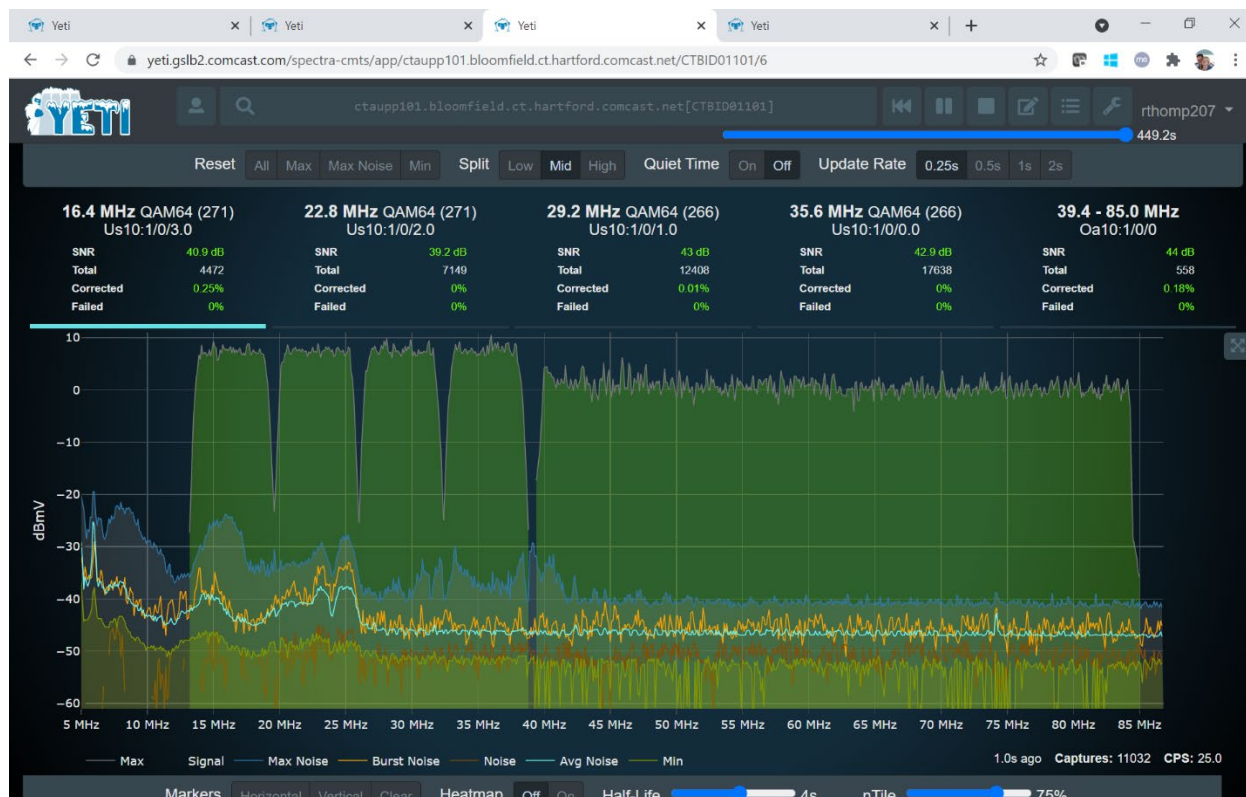 Yeti Yeti Yeti Yeti
yeti.gslb2.comcast.com/spectra-cmts/app/ctaupp101.bloomfield.ct.hartford.comcast.net/CTBID01101/6
YETI ctaupp101.bloomfield.ct.hartford.comcast.net[CTBID01101] rthomp207
449.2s
Reset All Max Max Noise Min Split Low Mid High Quiet Time On Off Update Rate 0.25s 0.5s 1s 2s
16.4 MHz QAM64 (271) 22.8 MHz QAM64 (271) 29.2 MHz QAM64 (266) 35.6 MHz QAM64 (266) 39.4 - 85.0 MHz
Us10:1/0/3.0 Us10:1/0/2.0 Us10:1/0/1.0 Us10:1/0/0.0 Oa10:1/0/0
SNR 40.9 dB SNR 39.2 dB SNR 43 dB SNR 42.9 dB SNR 44 dB
Total 4472 Total 7149 Total 12408 Total 17638 Total 558
Corrected 0.25% Corrected 0% Corrected 0.01% Corrected 0% Corrected 0.18%
Failed 0% Failed 0% Failed 0% Failed 0% Failed 0%
10
0
−10
−20
−30
−40
−50
−60
dBmV
5 MHz 10 MHz 15 MHz 20 MHz 25 MHz 30 MHz 35 MHz 40 MHz 45 MHz 50 MHz 55 MHz 60 MHz 65 MHz 70 MHz 75 MHz 80 MHz 85 MHz
Max Signal Max Noise Burst Noise Noise Avg Noise Min 1.0s ago Captures: 11032 CPS: 25.0
Markers Horizontal Vertical Clear Heatmap Off On Half-Life 4s nTile 75%